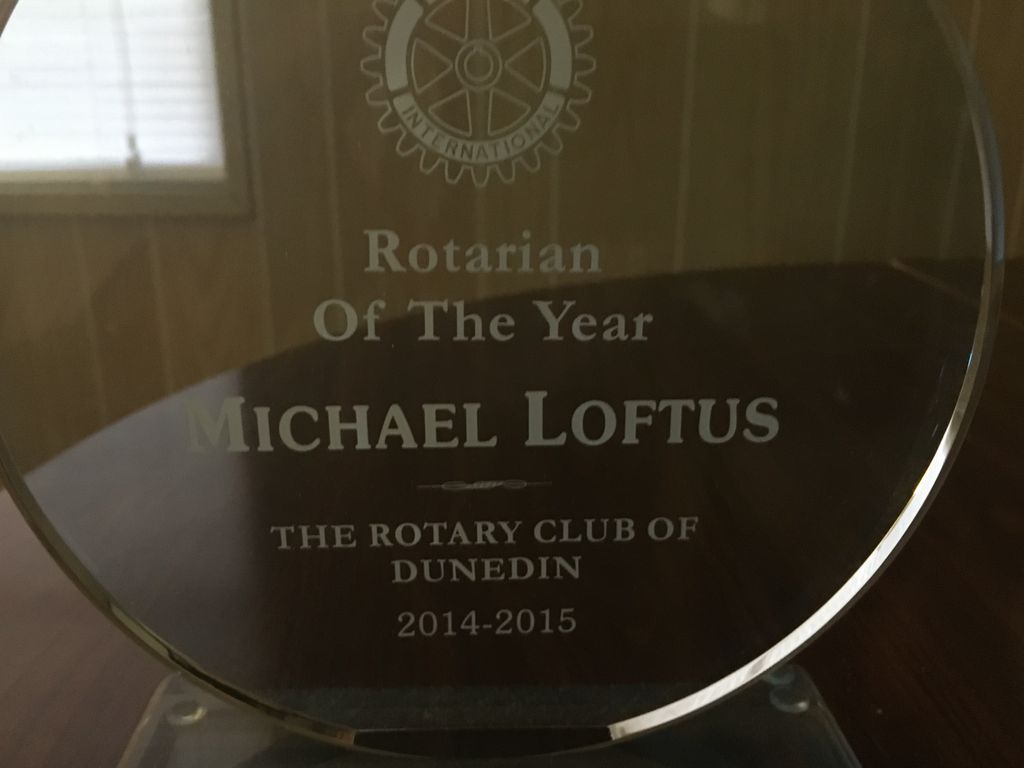 INTERNATIONAL
Rotarian
Of The Year
MICHAEL LOFTUS
THE ROTARY CLUB OF
DUNEDIN
2014-2015